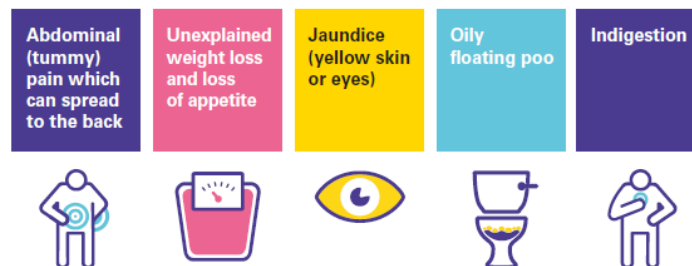 Abdominal
(tummy)
pain which
can spread
to the back
Unexplained
weight loss
and loss
of appetite
Jaundice
(yellow skin
or eyes)
Oily
floating poo
Indigestion